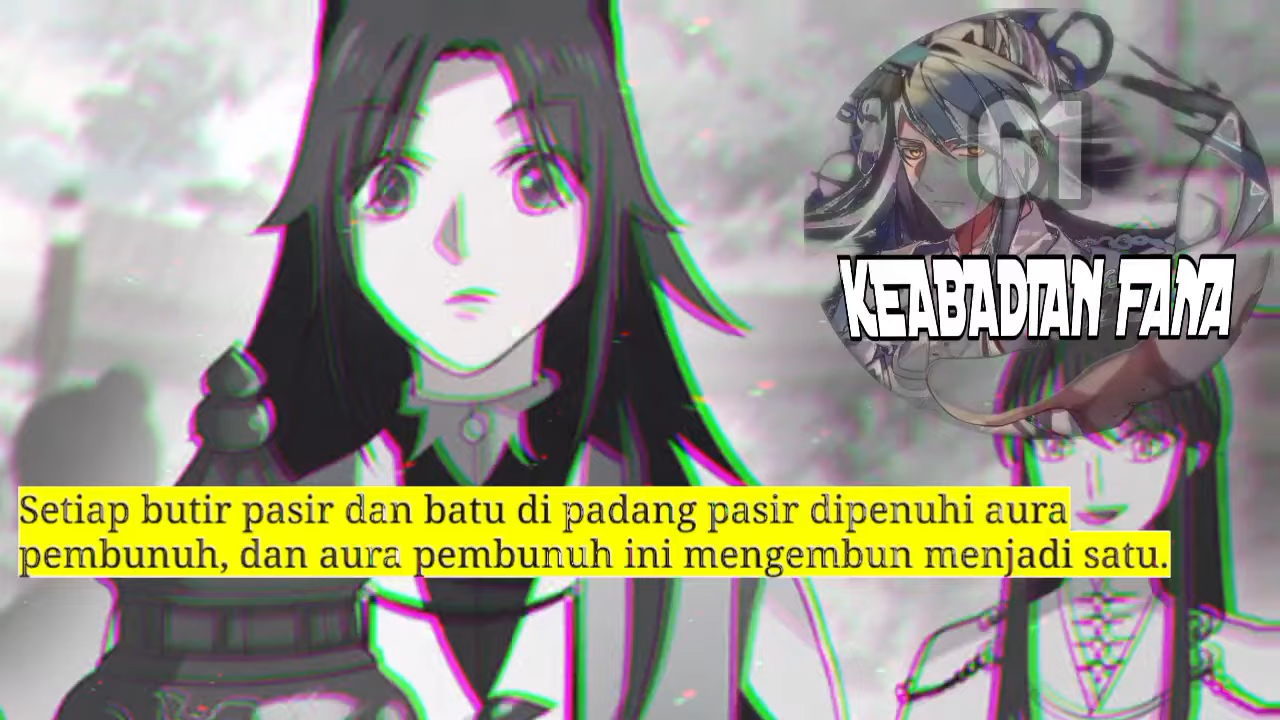 01
KEABADIAN FANA
Setiap butir pasir dan batu di padang pasir dipenuhi aura
pembunuh, dan aura pembunuh ini mengembun menjadi satu.